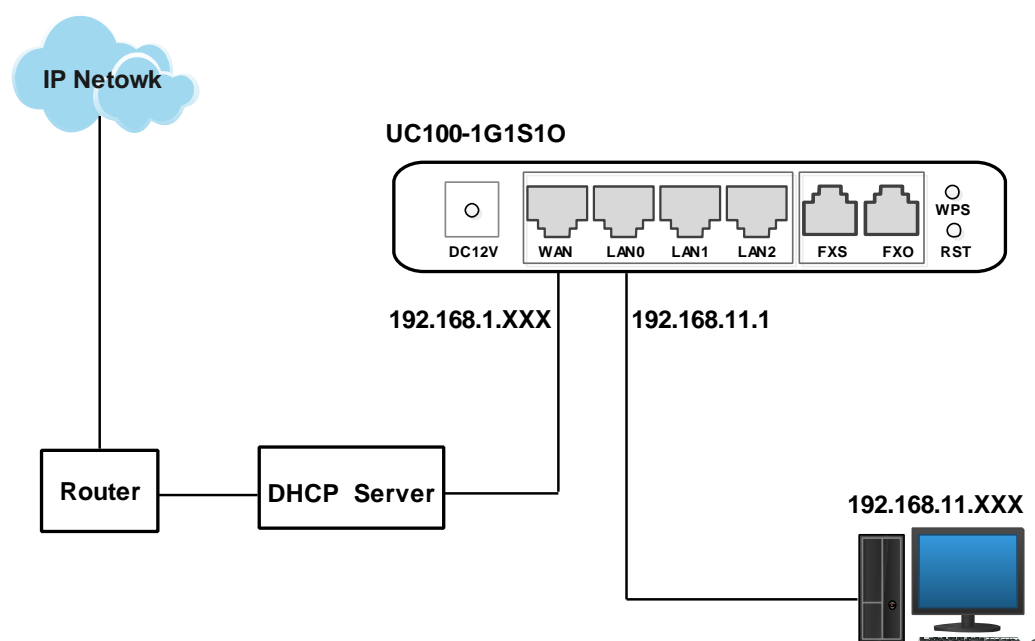 IP Netowk
UC100-1G1S1O
DC12V
WAN
LAN0
LAN1
LAN2
FXS
FXO
WPS
RST
192.168.1.XXX
192.168.11.1
Router
DHCP Server
192.168.11.XXX